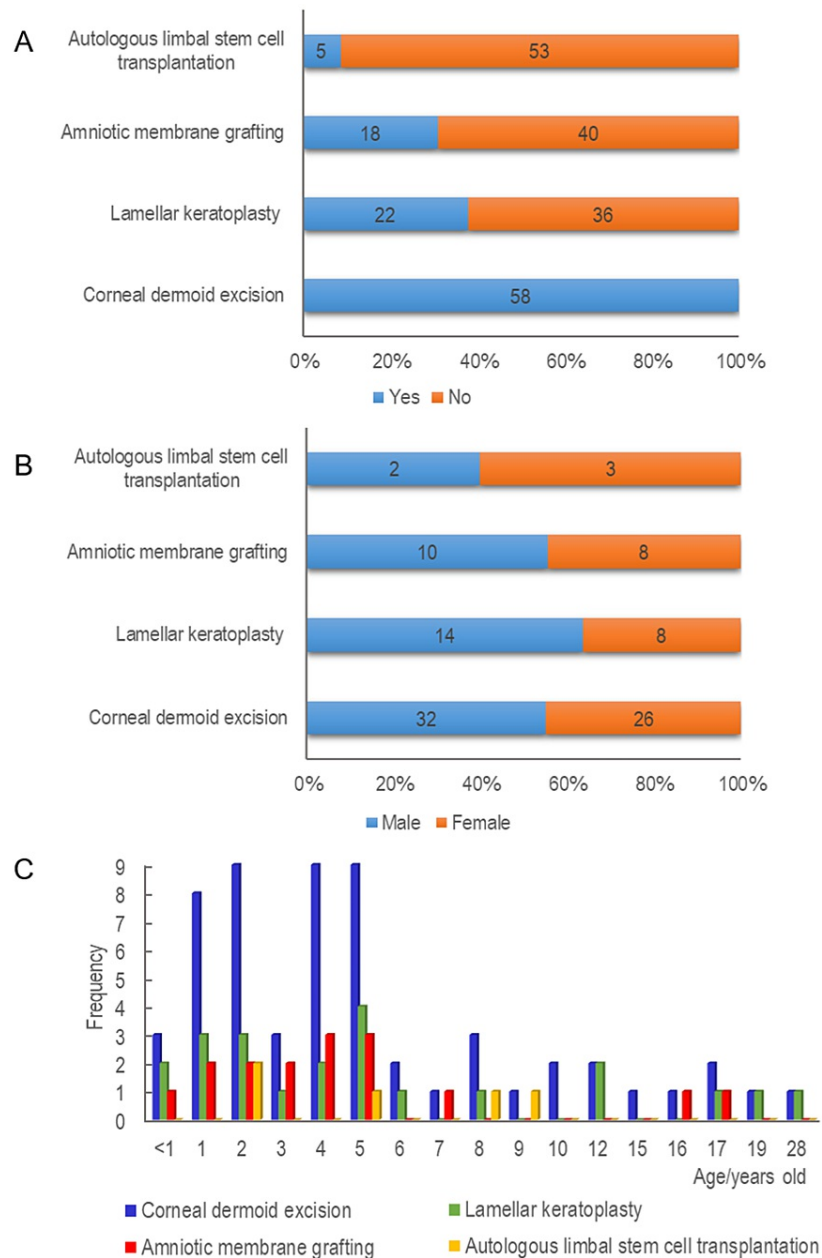 A
Autologous limbal stem cell
transplantation
5 53
Amniotic membrane grafting
18 40
Lamellar keratoplasty
22 36
Corneal dermoid excision
58
0% 20% 40% 60% 80% 100%
Yes No
B
Autologous limbal stem cell
transplantation
2 3
Amniotic membrane grafting
10 8
Lamellar keratoplasty
14 8
Corneal dermoid excision
32 26
0% 20% 40% 60% 80% 100%
Male Female
C
Frequency
9
8
7
6
5
4
3
2
1
0
<1 1 2 3 4 5 6 7 8 9 10 12 15 16 17 19 28
Age/years old
Corneal dermoid excision Lamellar keratoplasty
Amniotic membrane grafting Autologous limbal stem cell transplantation